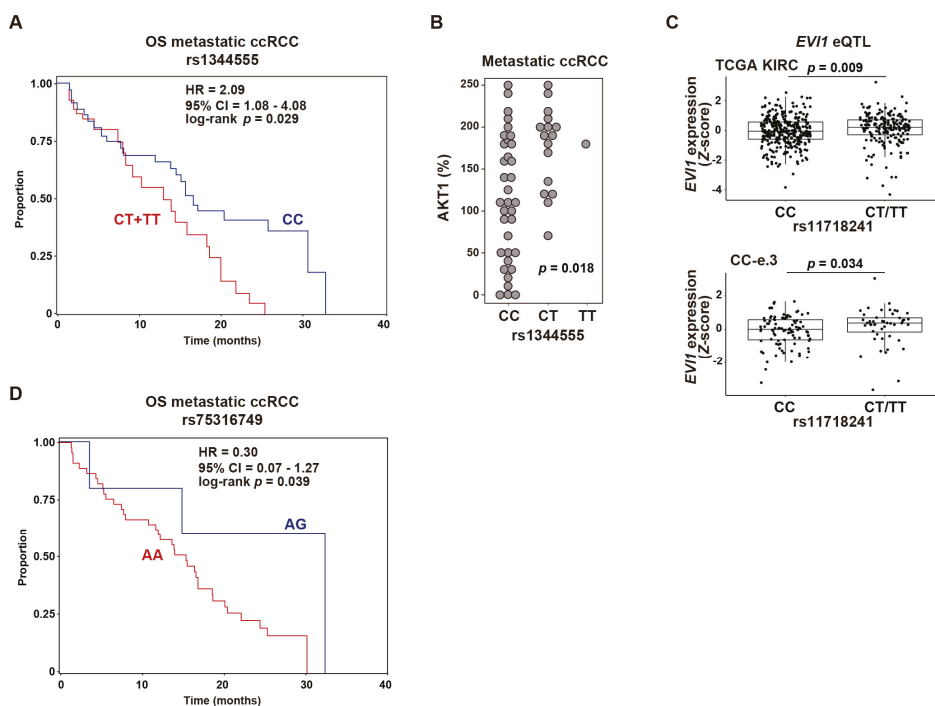 A
OS metastatic ccRCC
rs1344555
HR = 2.09
95% CI = 1.08 - 4.08
log-rank p = 0.029
1.00
0.75
0.50
0.25
0
Proportion
CT+TT
CC
0 10 20 30 40
Time (months)
B
Metastatic ccRCC
250
200
150
100
50
0
AKT1 (%)
p = 0.018
CC CT TT
rs1344555
C
EVI1 eQTL
TCGA KIRC
p = 0.009
EVI1 expression
(Z-score)
2
0
-2
-4
CC CT/TT
rs11718241
CC-e.3
p = 0.034
EVI1 expression
(Z-score)
2
0
-2
CC CT/TT
rs11718241
D
OS metastatic ccRCC
rs75316749
HR = 0.30
95% CI = 0.07 - 1.27
log-rank p = 0.039
1.00
0.75
0.50
0.25
0
Proportion
AG
AA
0 10 20 30 40
Time (months)